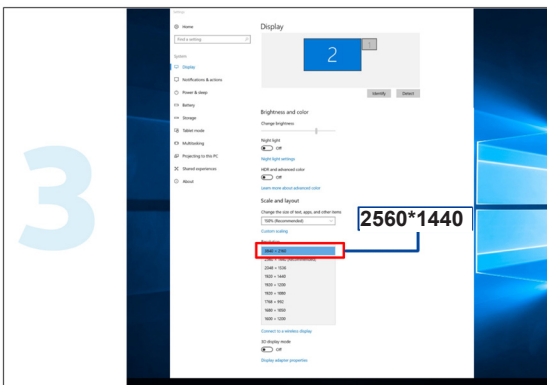 3
Home
Find a setting
System
Display
Notifications & actions
Power & sleep
Battery
Storage
Tablet mode
Multitasking
Projecting to this PC
Shared experiences
About
Display
2
1
Identify
Detect
Brightness and color
Change brightness
Night light
Off
Night light settings
HDR and advanced color
Off
Learn more about advanced color
Scale and layout
Change the size of text, apps, and other items
100% (Recommended)
Custom scaling
2560*1440
2048 × 1536
1920 × 1440
1920 × 1200
1920 × 1080
1768 × 992
1680 × 1050
1600 × 1200
Connect to a wireless display
3D display mode
Off
Display adapter properties